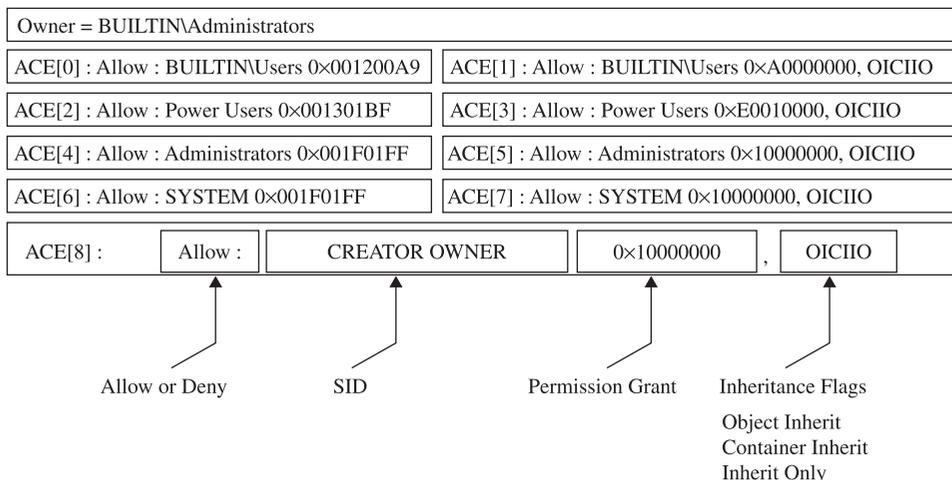 Owner = BUILTIN\Administrators
ACE[0] : Allow : BUILTIN\Users 0×001200A9
ACE[1] : Allow : BUILTIN\Users 0×A0000000, OICIIO
ACE[2] : Allow : Power Users 0×001301BF
ACE[3] : Allow : Power Users 0×E0010000, OICIIO
ACE[4] : Allow : Administrators 0×001F01FF
ACE[5] : Allow : Administrators 0×10000000, OICIIO
ACE[6] : Allow : SYSTEM 0×001F01FF
ACE[7] : Allow : SYSTEM 0×10000000, OICIIO
ACE[8] : Allow : CREATOR OWNER 0×10000000 , OICIIO
Allow or Deny SID Permission Grant Inheritance Flags
Object Inherit
Container Inherit
Inherit Only